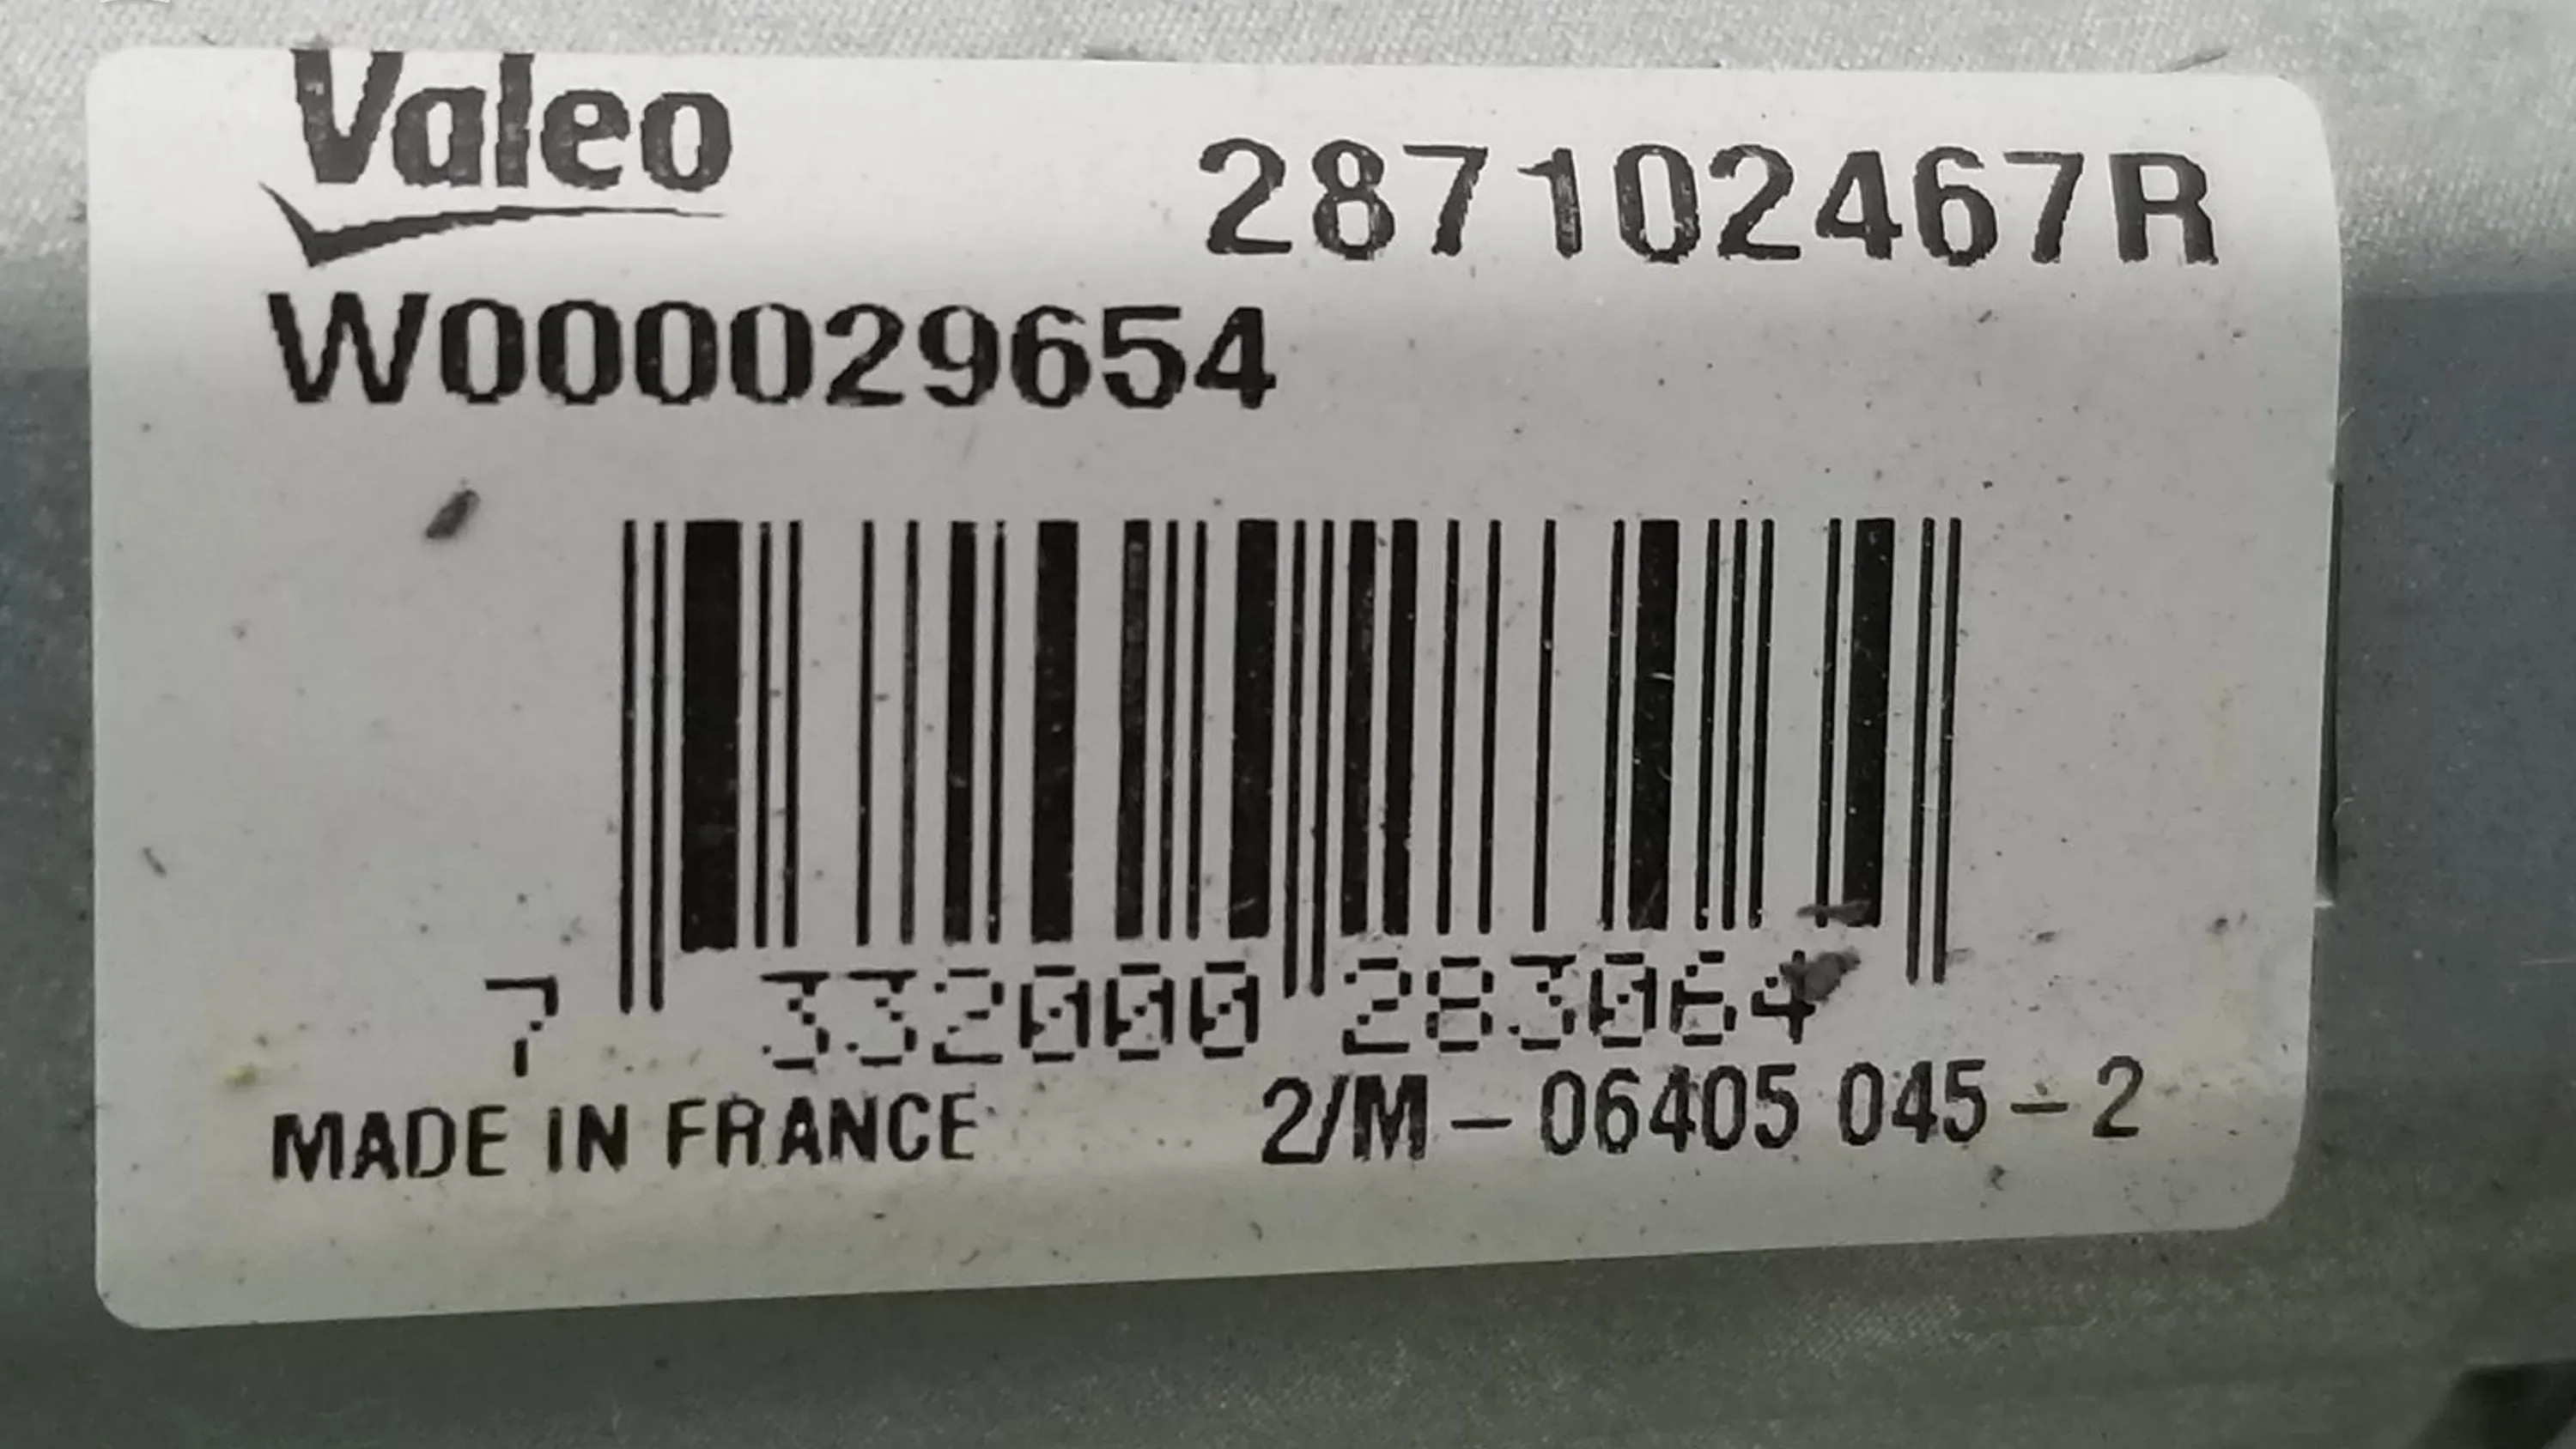 Valeo
287102467R
W000029654
7 332000 283064
MADE IN FRANCE 2/M - 06405 045 - 2